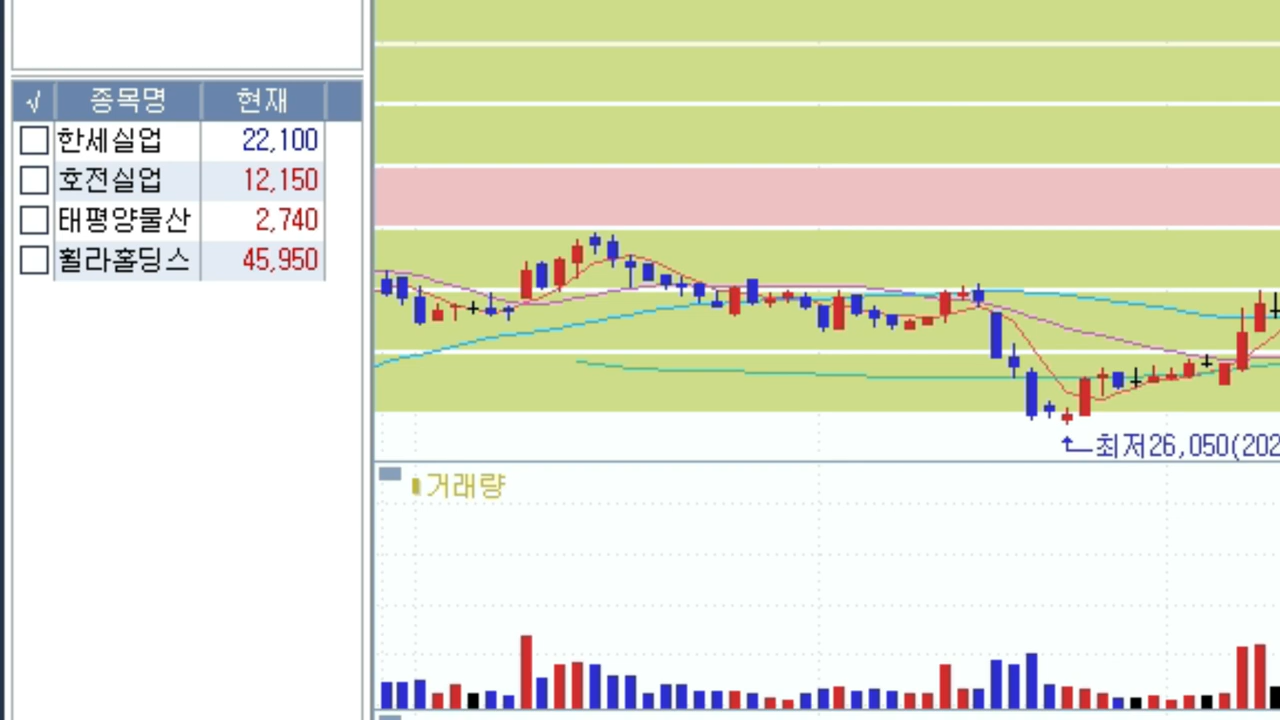 √ 종목명 현재
한세실업 22,100
호전실업 12,150
태평양물산 2,740
휠라홀딩스 45,950
최저26,050(202
거래량